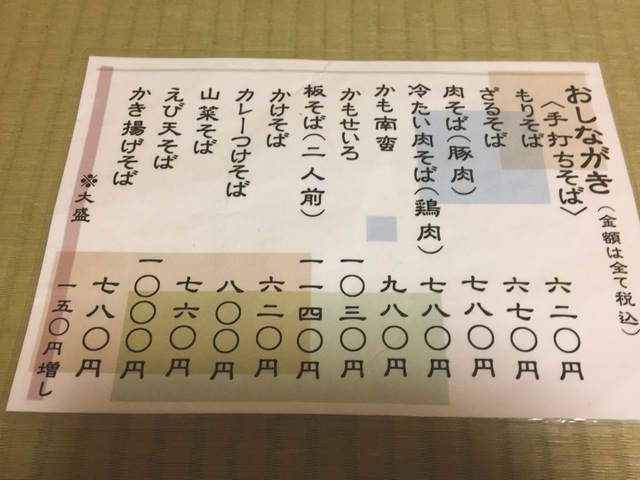 おしながき（金額は全て税込）
〈手打ちそば〉
もりそば 六二〇円
ざるそば 六七〇円
肉そば（豚肉） 七八〇円
冷たい肉そば（鶏肉） 七八〇円
かも南蛮 九八〇円
かもせいろ 一〇三〇円
板そば（二人前） 一一四〇円
かけそば 六二〇円
カレーつけそば 八〇〇円
山菜そば 七六〇円
えび天そば 一〇〇〇円
かき揚げそば 七八〇円
※大盛 一五〇円増し